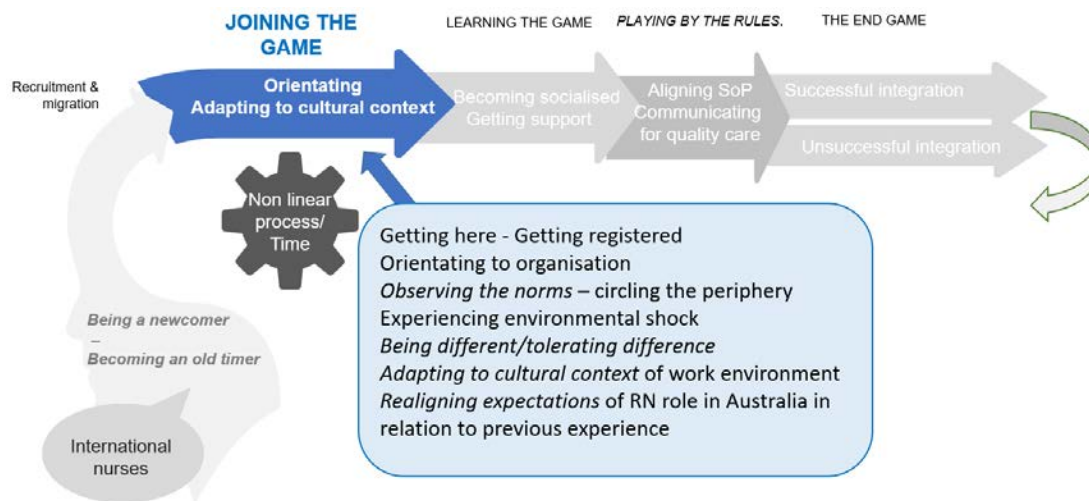 JOINING THE
GAME
LEARNING THE GAME
PLAYING BY THE RULES.
THE END GAME
Recruitment &
migration
Orientating
Adapting to cultural context
Becoming socialised
Getting support
Aligning SoP
Communicating
for quality care
Successful integration
Unsuccessful integration
Non linear
process/
Time
Getting here - Getting registered
Orientating to organisation
Observing the norms – circling the periphery
Experiencing environmental shock
Being different/tolerating difference
Adapting to cultural context of work environment
Realigning expectations of RN role in Australia in
relation to previous experience
Being a newcomer
–
Becoming an old timer
International
nurses